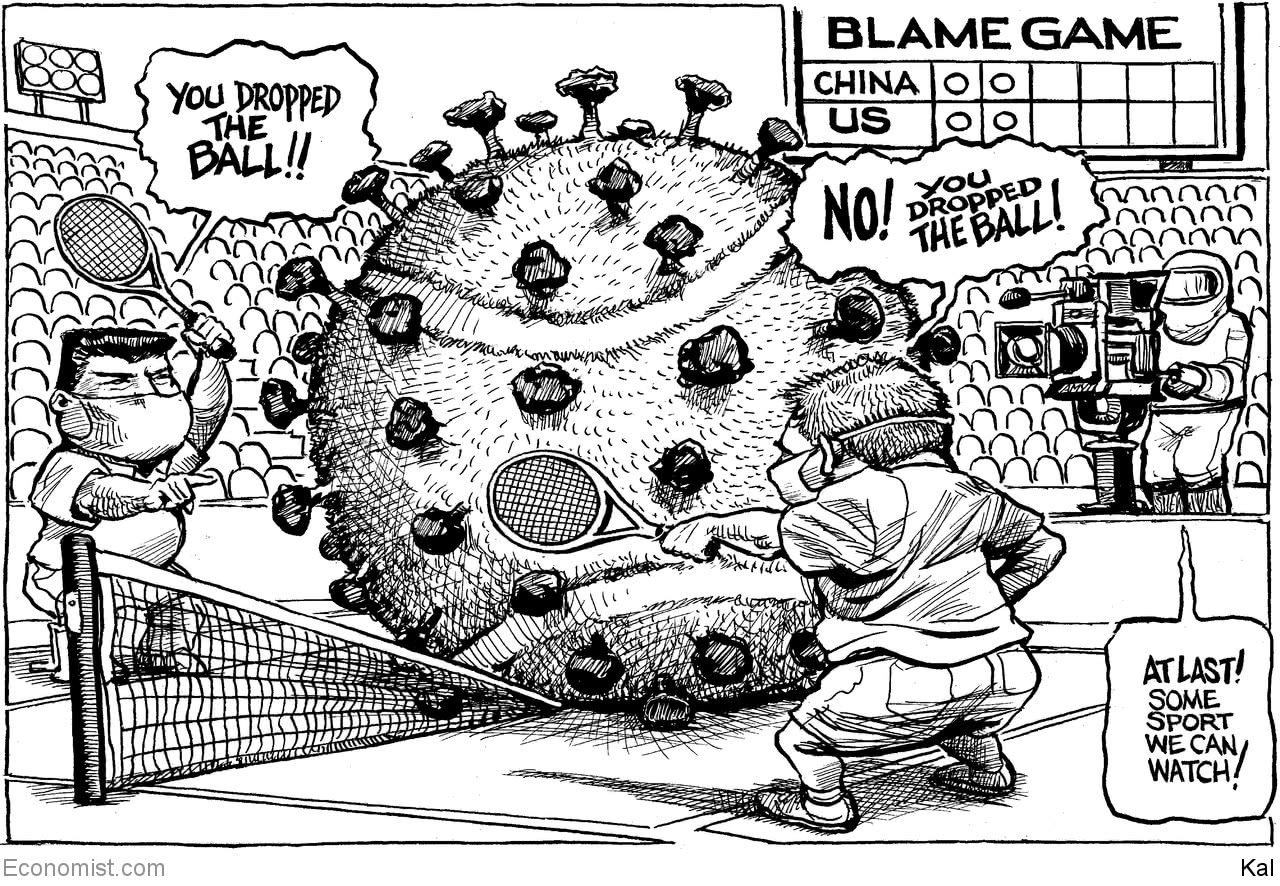 BLAME GAME
CHINA O O
US O O
YOU DROPPED
THE
BALL!!
NO! YOU
DROPPED
THE BALL!
AT LAST!
SOME
SPORT
WE CAN
WATCH!
Economist.com
Kal